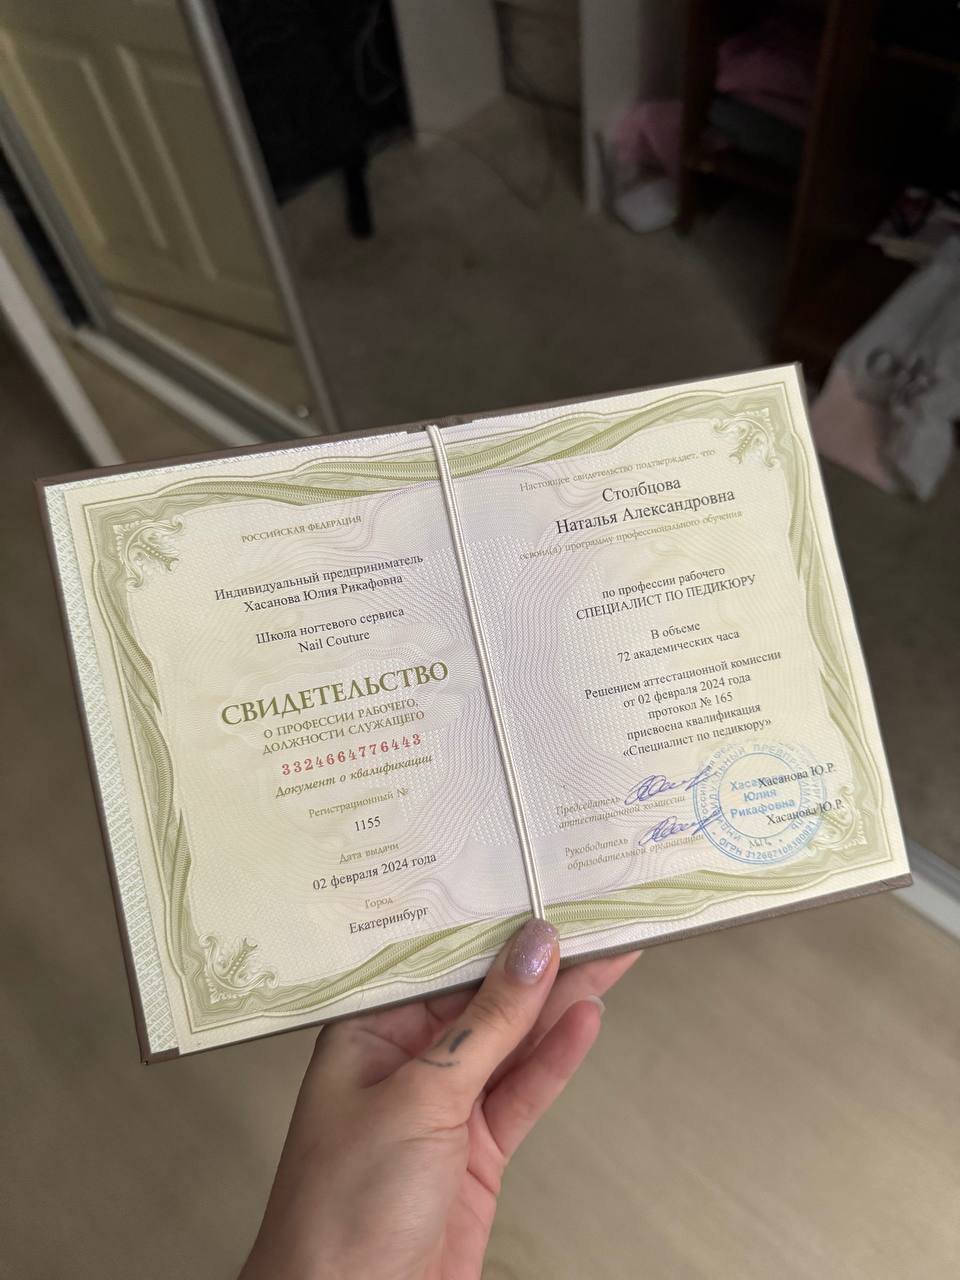 РОССИЙСКАЯ ФЕДЕРАЦИЯ
Индивидуальный предприниматель
Хасанова Юлия Рикафовна
Школа ногтевого сервиса
Nail Couture
СВИДЕТЕЛЬСТВО
О ПРОФЕССИИ РАБОЧЕГО,
ДОЛЖНОСТИ СЛУЖАЩЕГО
332466477644​3
Документ о квалификации
Регистрационный №
1155
Дата выдачи
02 февраля 2024 года
Город
Екатеринбург
Настоящее свидетельство подтверждает, что
Столбцова
Наталья Александровна
освоил(а) программу профессионального обучения
по профессии рабочего
СПЕЦИАЛИСТ ПО ПЕДИКЮРУ
В объеме
72 академических часа
Решением аттестационной комиссии
от 02 февраля 2024 года
протокол № 165
присвоена квалификация
«Специалист по педикюру»
Председатель
аттестационной комиссии
Хасанова Ю.Р.
Руководитель
образовательной организации
Хасанова Ю.Р.
М.П.
Хасанова
Юлия
Рикафовна